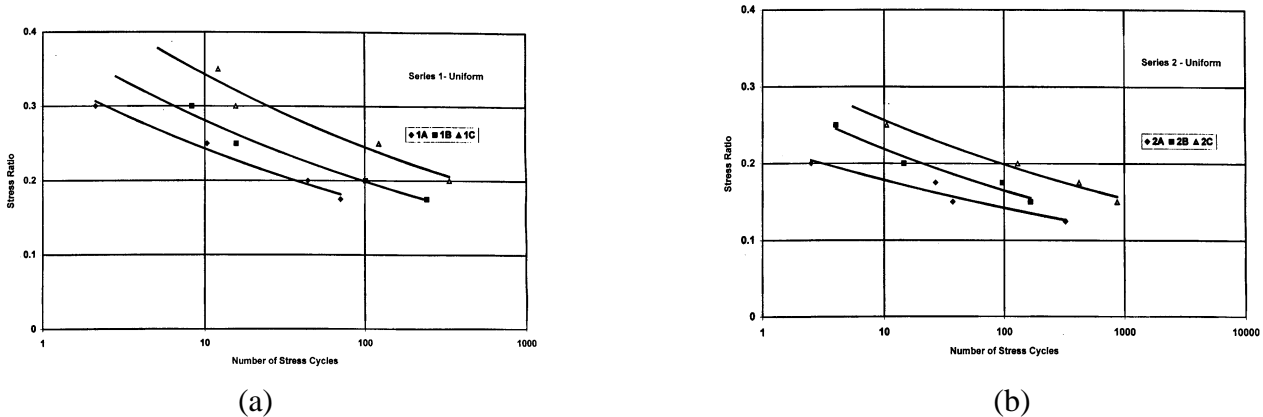 0.4
0.3
0.2
0.1
0
Stress Ratio
1
10
100
1000
Number of Stress Cycles
Series 1- Uniform
1A 1B 1C
(a)
0.4
0.3
0.2
0.1
0
Stress Ratio
1
10
100
1000
10000
Number of Stress Cycles
Series 2 - Uniform
2A 2B 2C
(b)